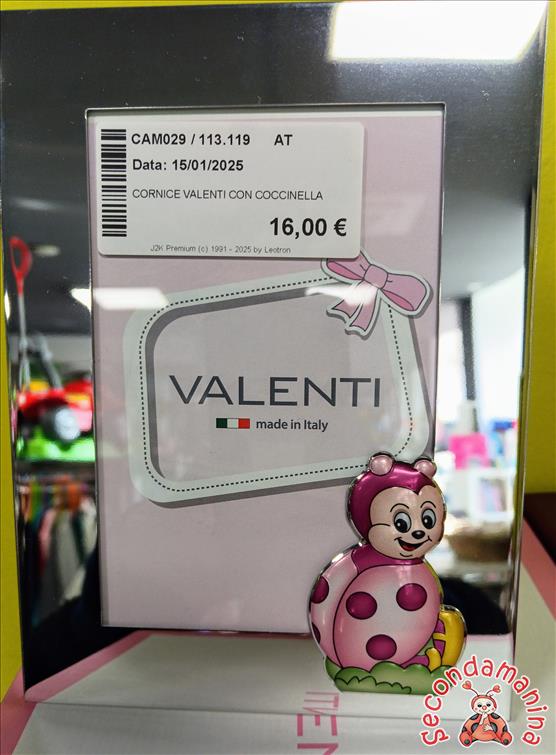 CAM029 / 113.119 AT
Data: 15/01/2025
CORNICE VALENTI CON COCCINELLA
16,00 €
J2K Premium (c) 1991 - 2025 by Leotron
VALENTI
made in Italy
Secondamanina